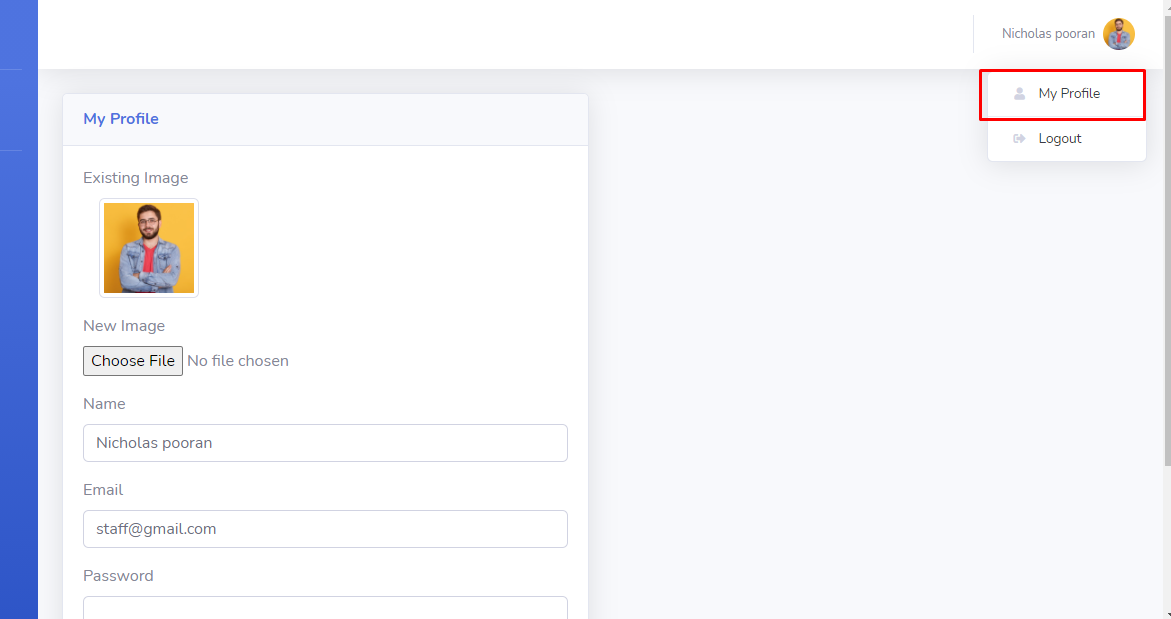 Nicholas pooran
My Profile
Logout
My Profile
Existing Image
New Image
Choose File No file chosen
Name
Nicholas pooran
Email
staff@gmail.com
Password